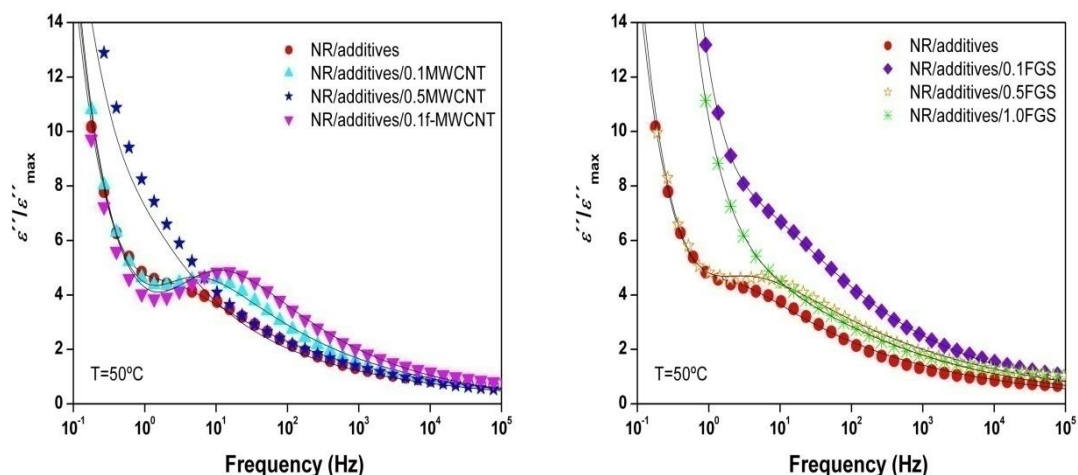 14
12
10
8
6
4
2
0
ε´´/ε´´max
NR/additives
NR/additives/0.1MWCNT
NR/additives/0.5MWCNT
NR/additives/0.1f-MWCNT
T=50ºC
10-1 100 101 102 103 104 105
Frequency (Hz)
14
12
10
8
6
4
2
0
ε´´/ε´´max
NR/additives
NR/additives/0.1FGS
NR/additives/0.5FGS
NR/additives/1.0FGS
T=50ºC
10-1 100 101 102 103 104 105
Frequency (Hz)